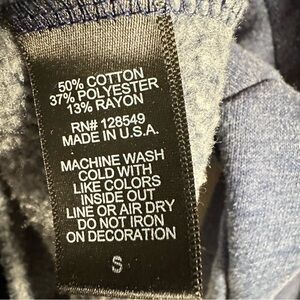 50% COTTON
37% POLYESTER
13% RAYON
RN# 128549
MADE IN U.S.A.
MACHINE WASH
COLD WITH
LIKE COLORS
INSIDE OUT
LINE OR AIR DRY
DO NOT IRON
ON DECORATION
S